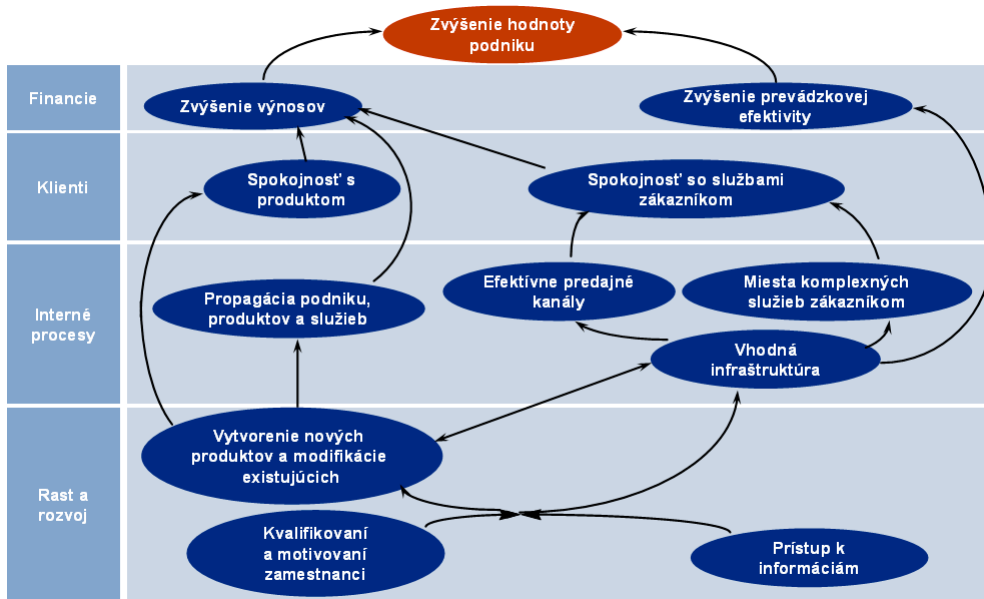 Zvýšenie hodnoty
podniku
Financie
Zvýšenie výnosov
Zvýšenie prevádzkovej
efektivity
Klienti
Spokojnosť s
produktom
Spokojnosť so službami
zákazníkom
Interné
procesy
Propagácia podniku,
produktov a služieb
Efektívne predajné
kanály
Miesta komplexných
služieb zákazníkom
Vhodná
infraštruktúra
Rast a
rozvoj
Vytvorenie nových
produktov a modifikácie
existujúcich
Kvalifikovaní
a motivovaní
zamestnanci
Prístup k
informáciám